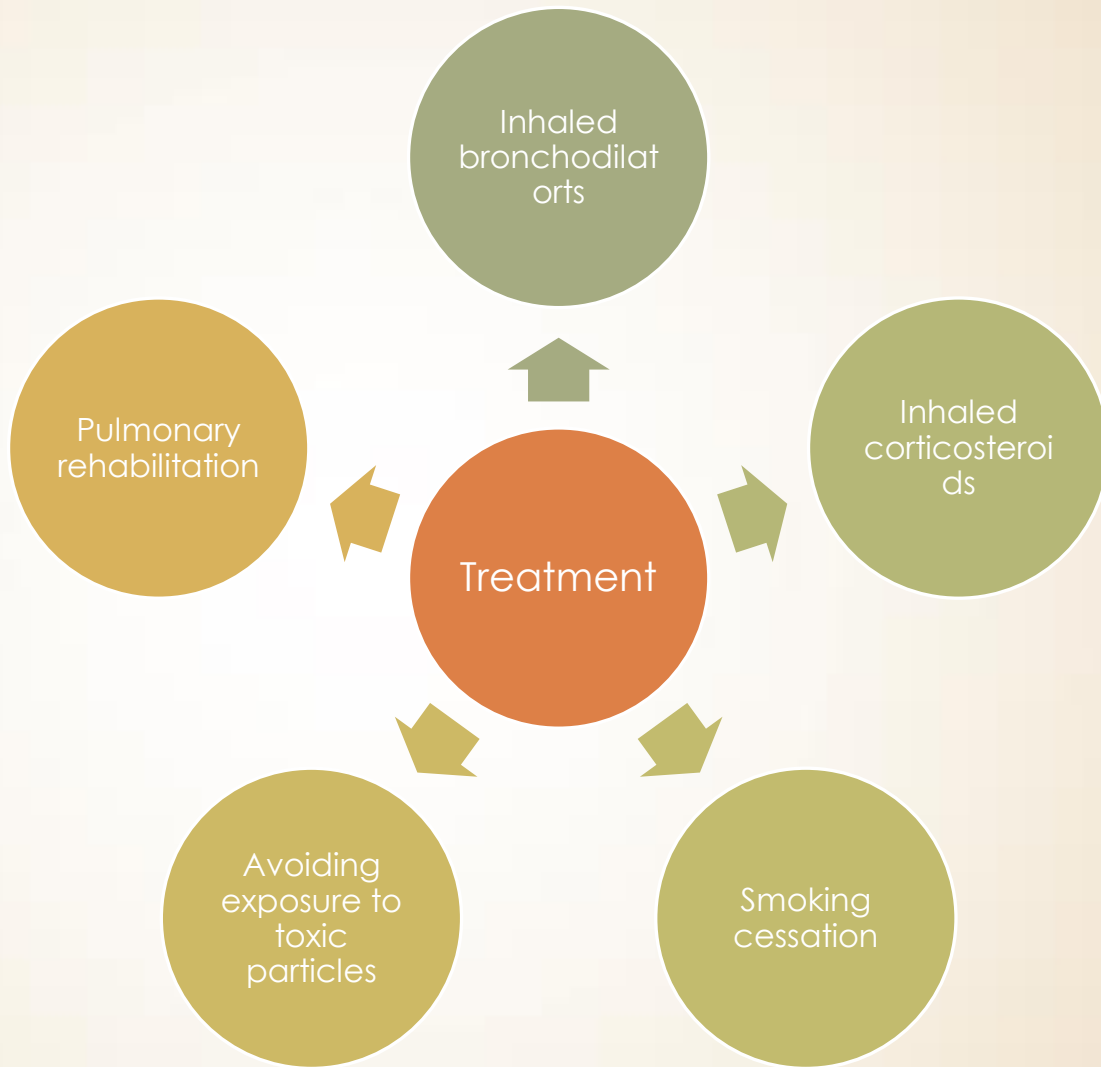 Inhaled
bronchodilat
orts
Inhaled
corticosteroi
ds
Smoking
cessation
Avoiding
exposure to
toxic
particles
Pulmonary
rehabilitation
Treatment